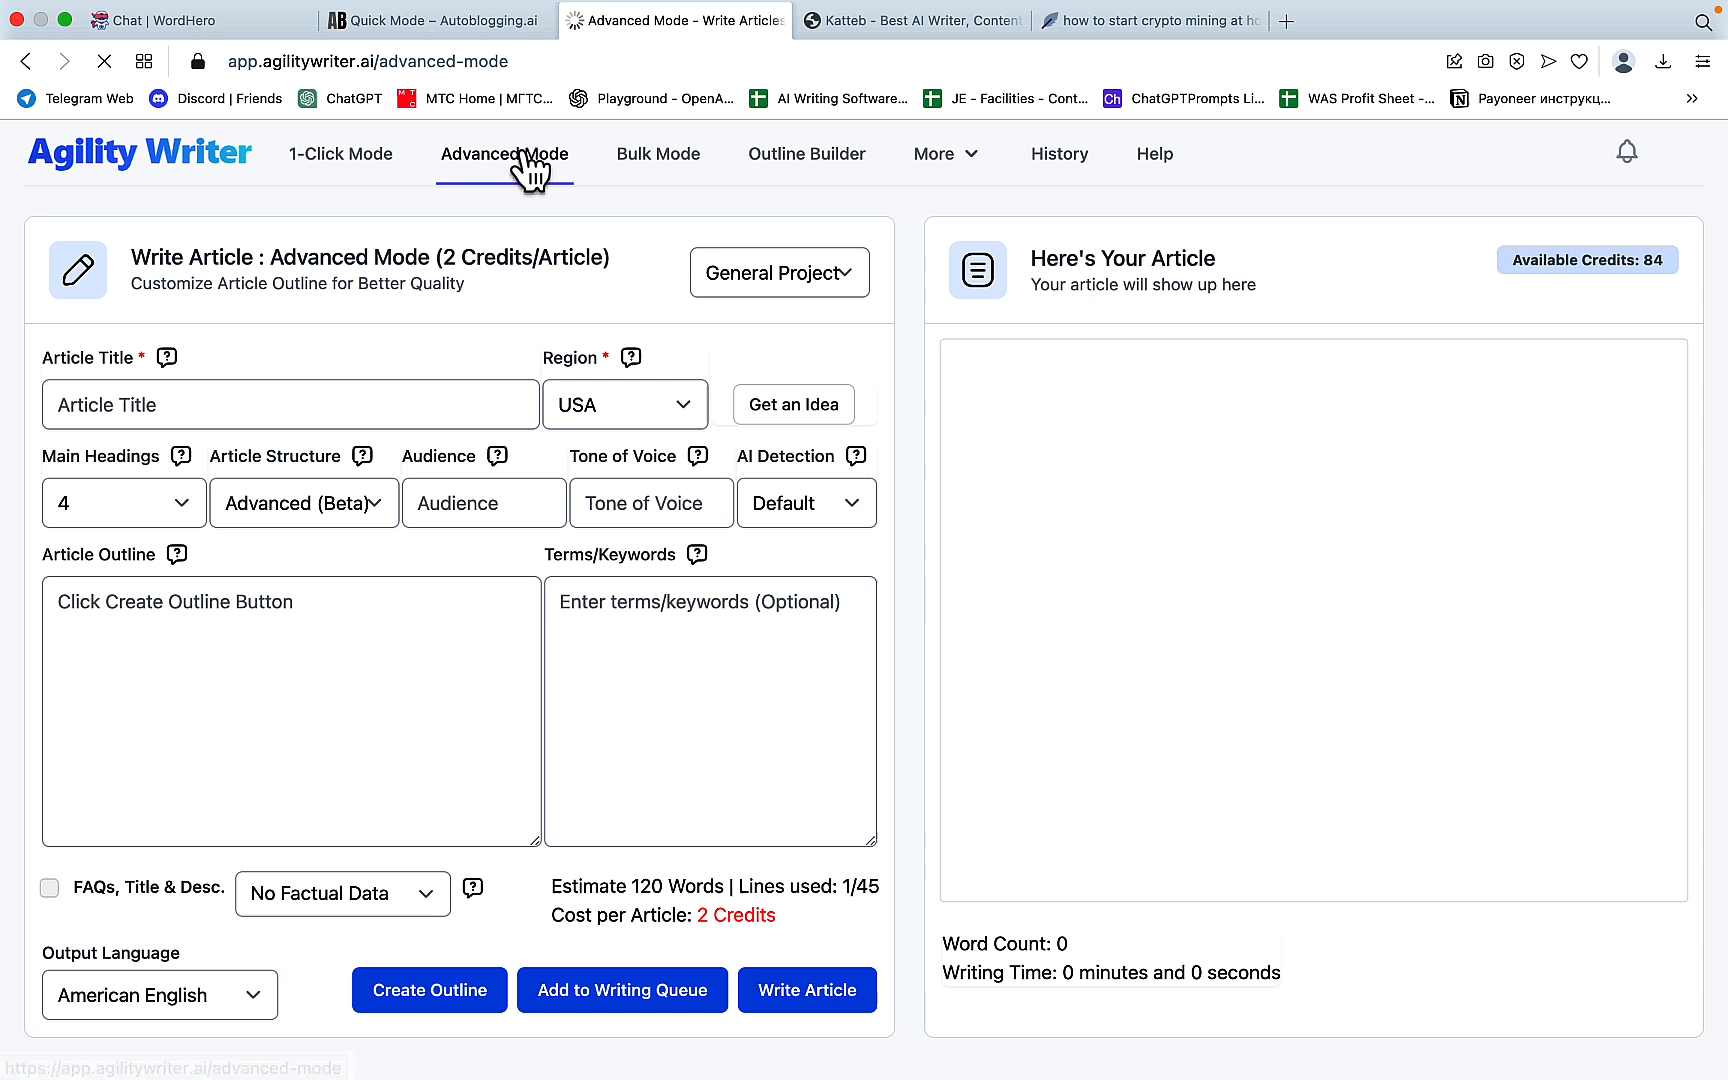 Chat | WordHero
AB Quick Mode – Autoblogging.ai
Advanced Mode - Write Articles
Katteb - Best AI Writer, Content
how to start crypto mining at ho
app.agilitywriter.ai/advanced-mode
Telegram Web
Discord | Friends
ChatGPT
МТС Home | МГТС...
Playground - OpenA...
AI Writing Software...
JE - Facilities - Cont...
Ch ChatGPTPrompts Li...
WAS Profit Sheet -...
Payoneer инструкц...
Agility Writer
1-Click Mode
Advanced Mode
Bulk Mode
Outline Builder
More
History
Help
Write Article : Advanced Mode (2 Credits/Article)
Customize Article Outline for Better Quality
General Project
Here's Your Article
Your article will show up here
Available Credits: 84
Article Title *
Region *
Article Title
USA
Get an Idea
Main Headings
Article Structure
Audience
Tone of Voice
AI Detection
4
Advanced (Beta)
Audience
Tone of Voice
Default
Article Outline
Terms/Keywords
Click Create Outline Button
Enter terms/keywords (Optional)
FAQs, Title & Desc.
No Factual Data
Estimate 120 Words | Lines used: 1/45
Cost per Article: 2 Credits
Output Language
American English
Create Outline
Add to Writing Queue
Write Article
Word Count: 0
Writing Time: 0 minutes and 0 seconds
https://app.agilitywriter.ai/advanced-mode